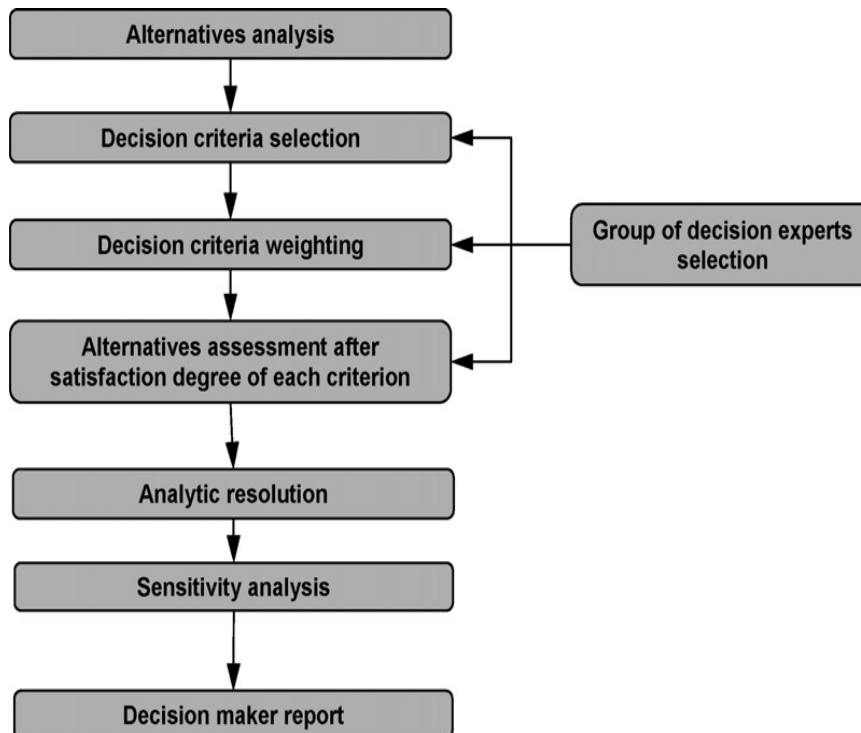 Alternatives analysis
Decision criteria selection
Decision criteria weighting
Group of decision experts
selection
Alternatives assessment after
satisfaction degree of each criterion
Analytic resolution
Sensitivity analysis
Decision maker report